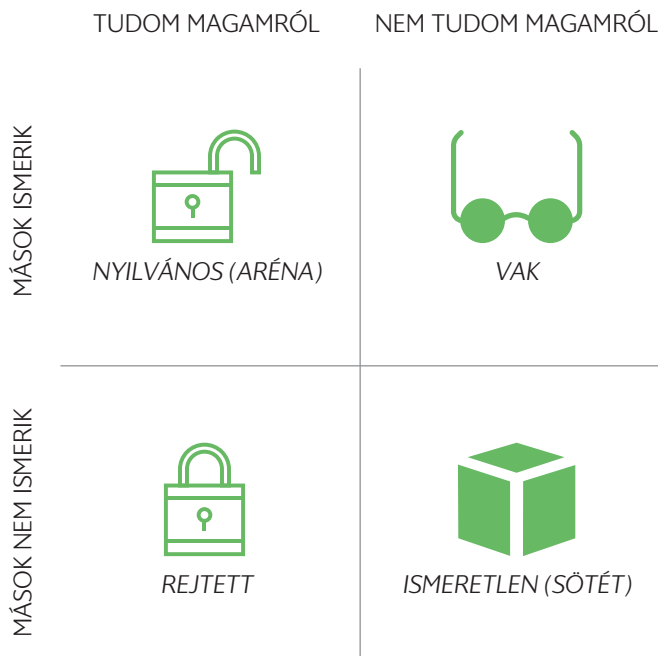 TUDOM MAGAMRÓL
NEM TUDOM MAGAMRÓL
MÁSOK ISMERIK
NYILVÁNOS (ARÉNA)
VAK
MÁSOK NEM ISMERIK
REJTETT
ISMERETLEN (SÖTÉT)